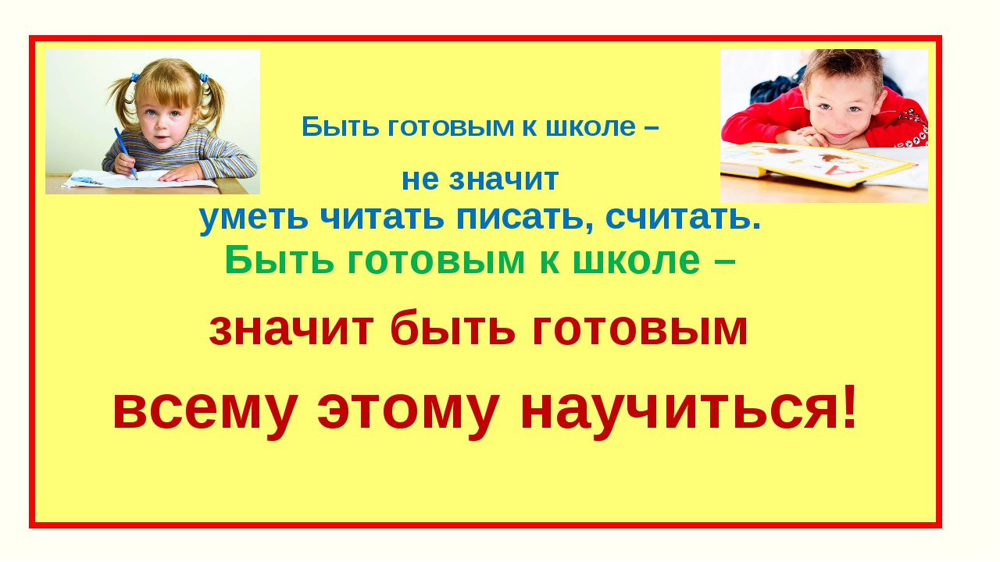 Быть готовым к школе –
не значит
уметь читать писать, считать.
Быть готовым к школе –
значит быть готовым
всему этому научиться!